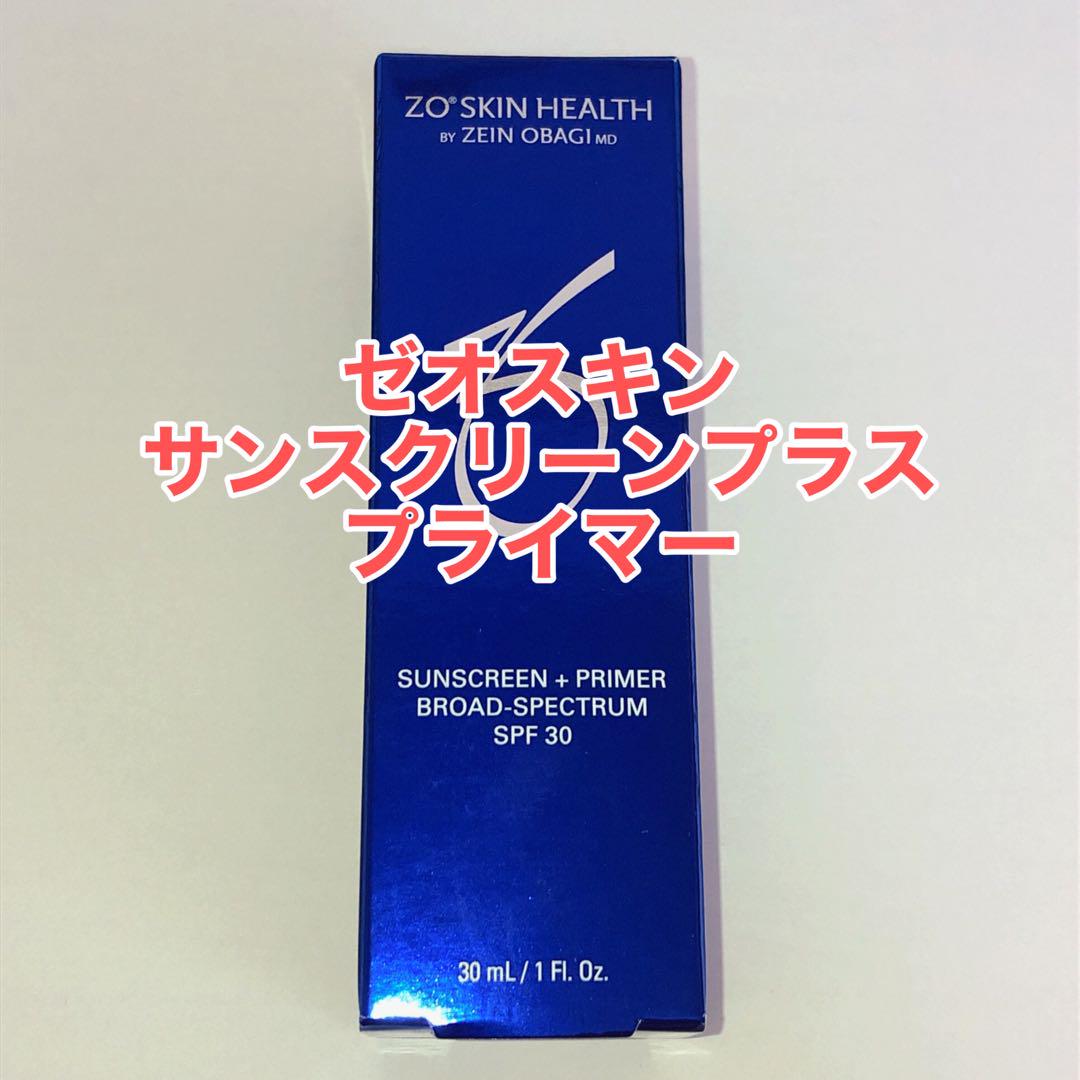 ZO® SKIN HEALTH
BY ZEIN OBAGI MD
ゼオスキン
サンスクリーンプラス
プライマー
SUNSCREEN + PRIMER
BROAD-SPECTRUM
SPF 30
30 mL / 1 Fl. Oz.